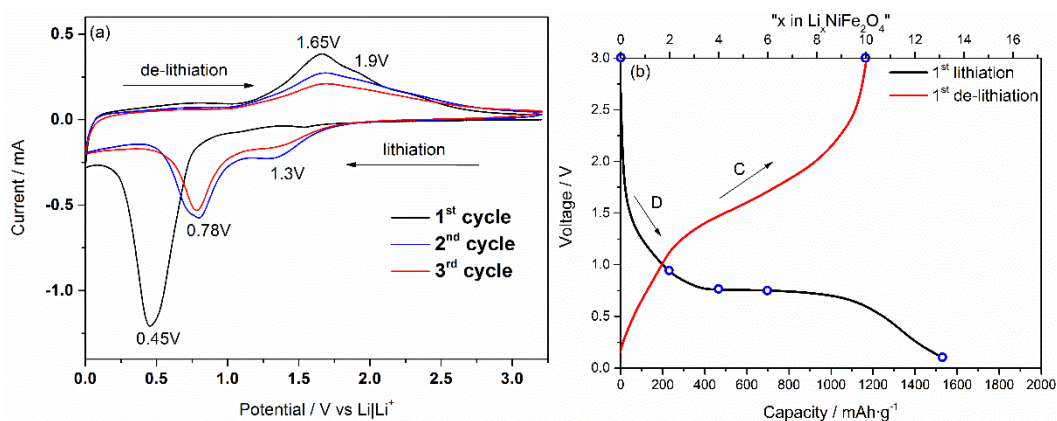 (a)
1.65V
1.9V
de-lithiation
lithiation
1.3V
0.78V
0.45V
1st cycle
2nd cycle
3rd cycle
0.5
0.0
-0.5
-1.0
Current / mA
0.0 0.5 1.0 1.5 2.0 2.5 3.0
Potential / V vs Li|Li+
"x in LixNiFe2O4"
0 2 4 6 8 10 12 14 16
(b)
1st lithiation
1st de-lithiation
C
D
3.0
2.5
2.0
1.5
1.0
0.5
0.0
Voltage / V
0 200 400 600 800 1000 1200 1400 1600 1800 2000
Capacity / mAh·g-1